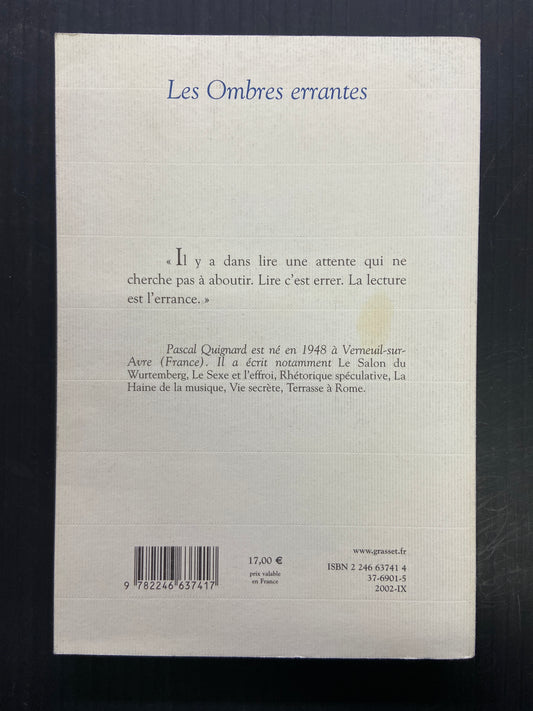 Les Ombres errantes
« Il y a dans lire une attente qui ne
cherche pas à aboutir. Lire c'est errer. La lecture
est l'errance. »
Pascal Quignard est né en 1948 à Verneuil-sur-
Avre (France). Il a écrit notamment Le Salon du
Wurtemberg, Le Sexe et l'effroi, Rhétorique spéculative, La
Haine de la musique, Vie secrète, Terrasse à Rome.
9 782246 637417
17,00 €
prix valable
en France
www.grasset.fr
ISBN 2 246 63741 4
37-6901-5
2002-IX